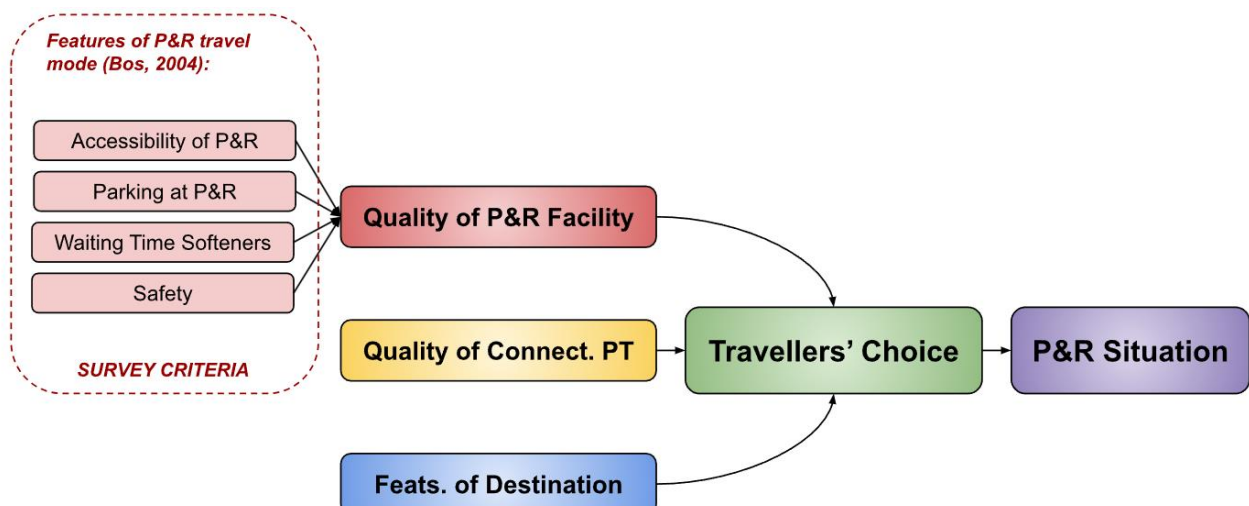 Features of P&R travel
mode (Bos, 2004):
Accessibility of P&R
Parking at P&R
Waiting Time Softeners
Safety
SURVEY CRITERIA
Quality of P&R Facility
Quality of Connect. PT
Feats. of Destination
Travellers’ Choice
P&R Situation